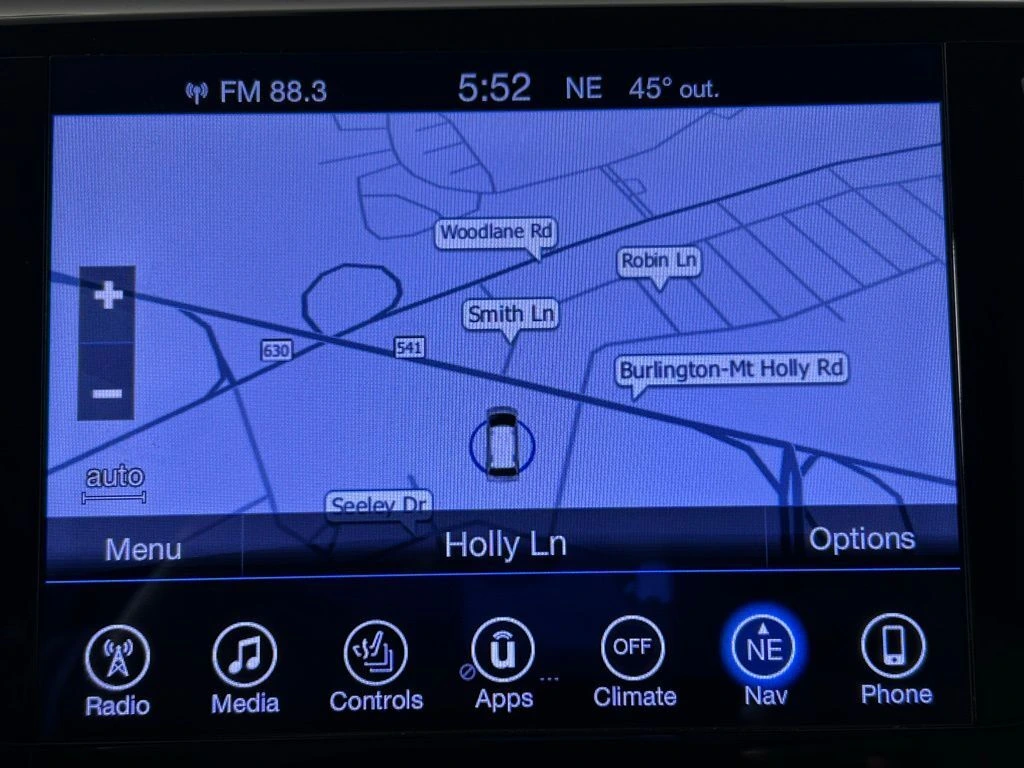 FM 88.3 5:52 NE 45° out.
Woodlane Rd
Robin Ln
Smith Ln
630 541
Burlington-Mt Holly Rd
auto
Seeley Dr
Menu Holly Ln Options
OFF NE
Radio Media Controls Apps Climate Nav Phone